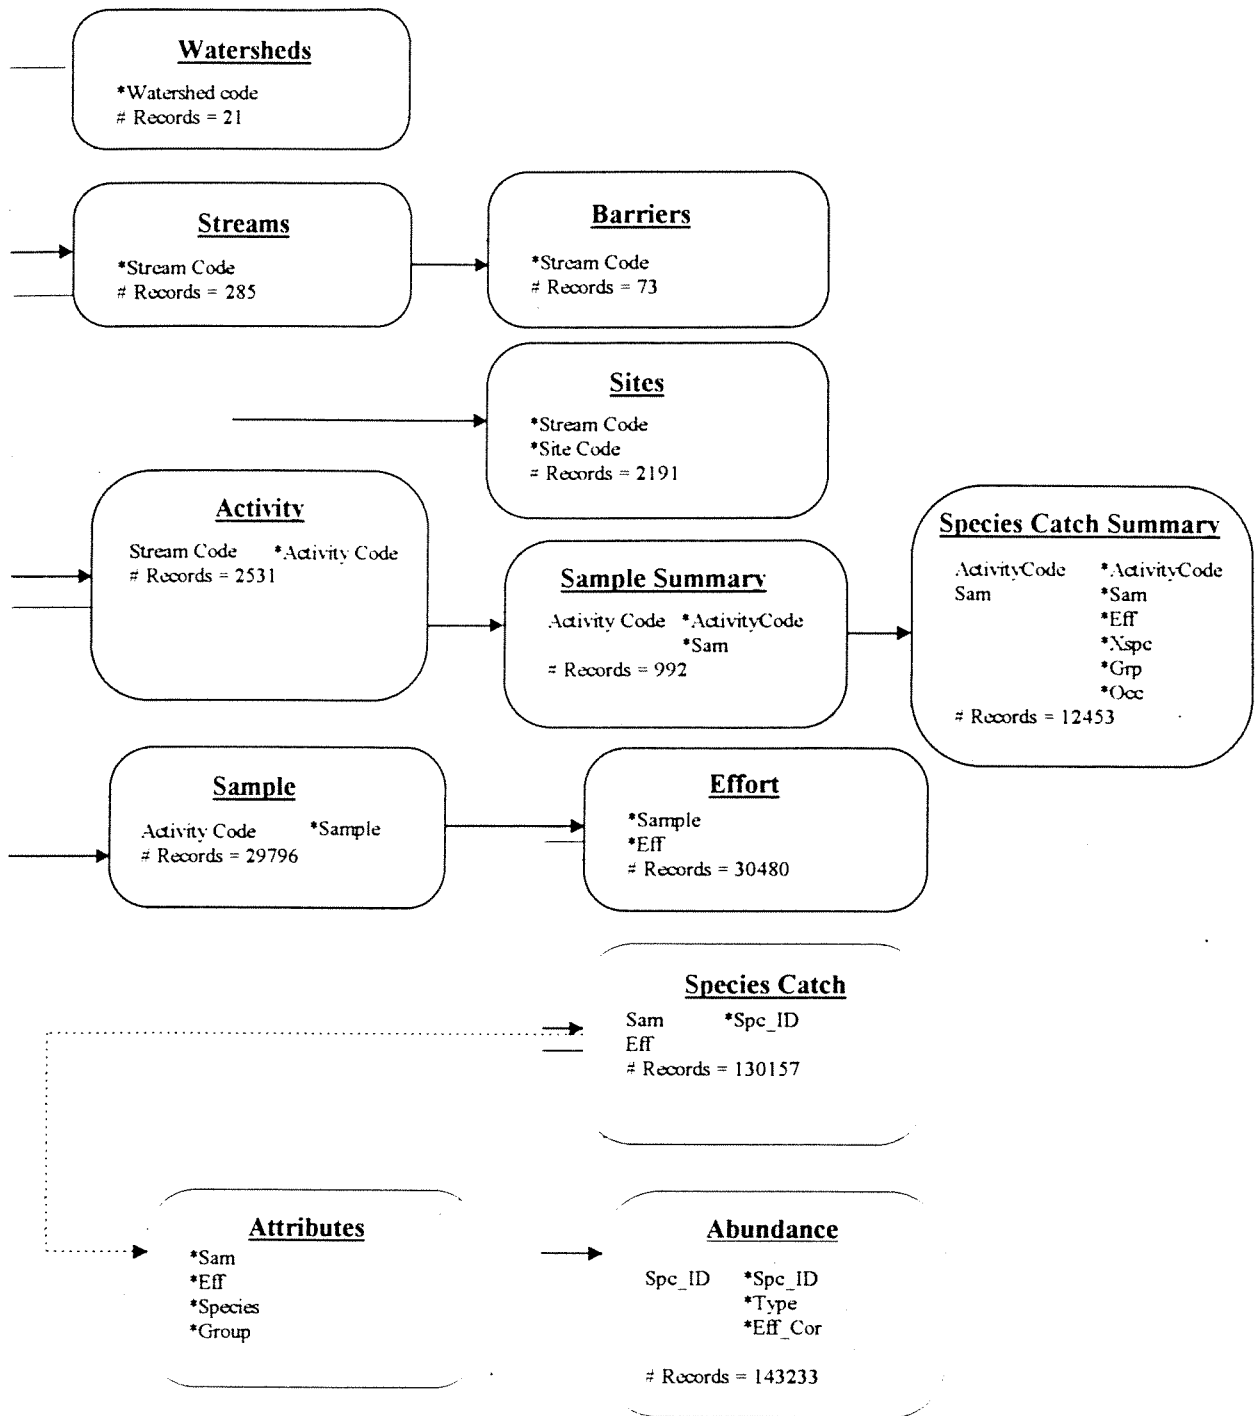 Watersheds
*Watershed code
# Records = 21
Streams
*Stream Code
# Records = 285
Barriers
*Stream Code
# Records = 73
Sites
*Stream Code
*Site Code
# Records = 2191
Activity
Stream Code *Activity Code
# Records = 2531
Sample Summary
Activity Code *ActivityCode
*Sam
# Records = 992
Species Catch Summary
ActivityCode *ActivityCode
Sam *Sam
*Eff
*Xspc
*Grp
*Occ
# Records = 12453
Sample
Activity Code *Sample
# Records = 29796
Effort
*Sample
*Eff
# Records = 30480
Species Catch
Sam *Spc_ID
Eff
# Records = 130157
Attributes
*Sam
*Eff
*Species
*Group
Abundance
Spc_ID *Spc_ID
*Type
*Eff_Cor
# Records = 143233